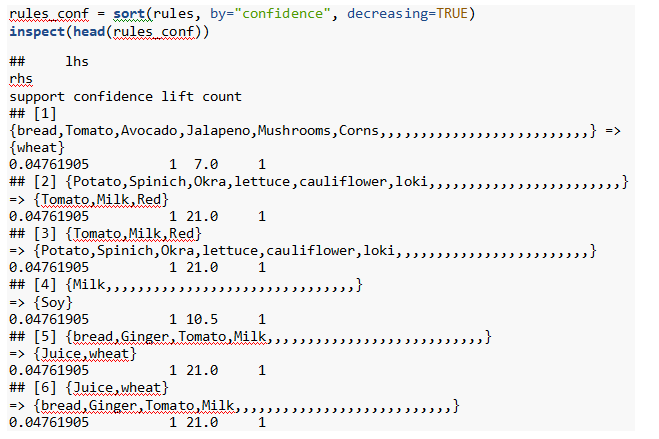 rules_conf = sort(rules, by="confidence", decreasing=TRUE)
inspect(head(rules_conf))
## lhs
rhs
support confidence lift count
## [1]
{bread,Tomato,Avocado,Jalapeno,Mushrooms,Corns,,,,,,,,,,,,,,,,,,,,,,,,,,} =>
{wheat}
0.04761905 1 7.0 1
## [2] {Potato,Spinich,Okra,lettuce,cauliflower,loki,,,,,,,,,,,,,,,,,,,,,,,,}
=> {Tomato,Milk,Red}
0.04761905 1 21.0 1
## [3] {Tomato,Milk,Red}
=> {Potato,Spinich,Okra,lettuce,cauliflower,loki,,,,,,,,,,,,,,,,,,,,,,,,}
0.04761905 1 21.0 1
## [4] {Milk,,,,,,,,,,,,,,,,,,,,,,,,,,,,,,,}
=> {Soy}
0.04761905 1 10.5 1
## [5] {bread,Ginger,Tomato,Milk,,,,,,,,,,,,,,,,,,,,,,,,,,,}
=> {Juice,wheat}
0.04761905 1 21.0 1
## [6] {Juice,wheat}
=> {bread,Ginger,Tomato,Milk,,,,,,,,,,,,,,,,,,,,,,,,,,,}
0.04761905 1 21.0 1